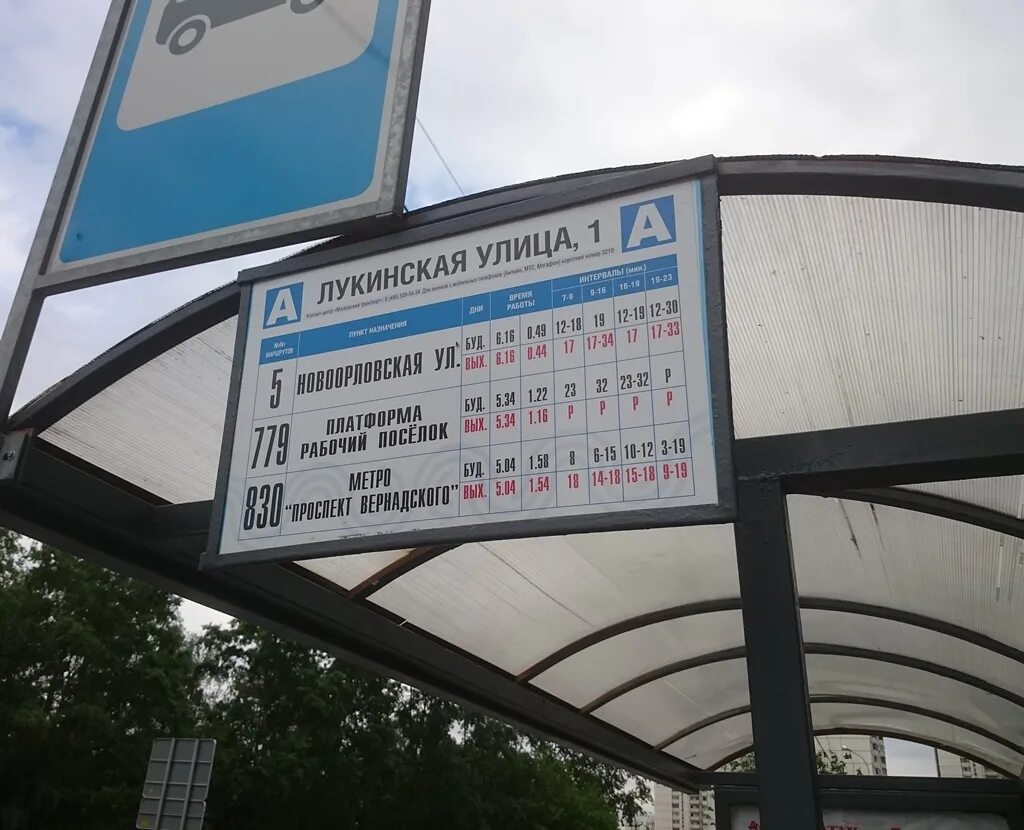 ЛУКИНСКАЯ УЛИЦА, 1 А
А
ПУНКТ НАЗНАЧЕНИЯ ДНИ ВРЕМЯ РАБОТЫ ИНТЕРВАЛЫ (мин.)
№№ МАРШРУТОВ 7-9 9-16 16-19 19-23
5 НОВООРЛОВСКАЯ УЛ. БУД. 6.16 0.49 12-18 19 12-19 12-30
ВЫХ. 6.16 0.44 17 17-34 17 17-33
779 ПЛАТФОРМА БУД. 5.34 1.22 23 32 23-32 Р
РАБОЧИЙ ПОСЁЛОК ВЫХ. 5.34 1.16 Р Р Р Р
830 МЕТРО БУД. 5.04 1.58 8 6-15 10-12 3-19
"ПРОСПЕКТ ВЕРНАДСКОГО" ВЫХ. 5.04 1.54 18 14-18 15-18 9-19